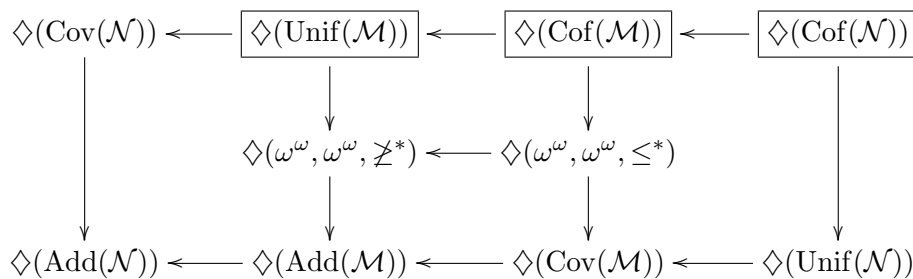 ◇(Cov(𝒩)) ← ◇(Unif(ℳ)) ← ◇(Cof(ℳ)) ← ◇(Cof(𝒩))
◇(ω^ω, ω^ω, ≱*) ← ◇(ω^ω, ω^ω, ≤*)
◇(Add(𝒩)) ← ◇(Add(ℳ)) ← ◇(Cov(ℳ)) ← ◇(Unif(𝒩))